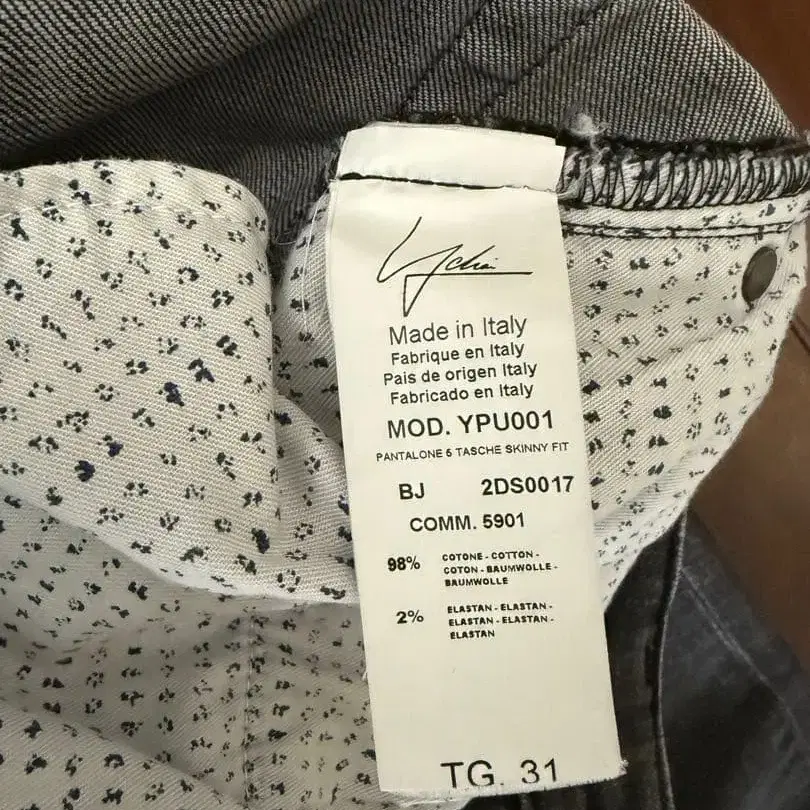 Made in Italy
Fabrique en Italy
Pais de origen Italy
Fabricado en Italy
MOD. YPU001
PANTALONE 5 TASCHE SKINNY FIT
BJ 2DS0017
COMM. 5901
98% COTONE - COTTON -
COTON - BAUMWOLLE -
BAUMWOLLE
2% ELASTAN - ELASTAN -
ELASTAN - ELASTAN -
ELASTAN
TG. 31